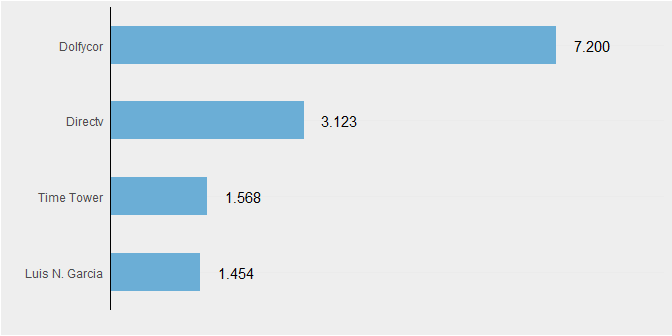 Dolfycor 7.200
Directv 3.123
Time Tower 1.568
Luis N. Garcia 1.454